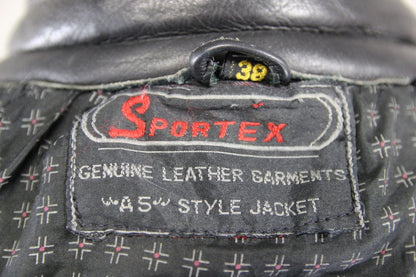 38
SPORTEX
GENUINE LEATHER GARMENTS
"A5" STYLE JACKET